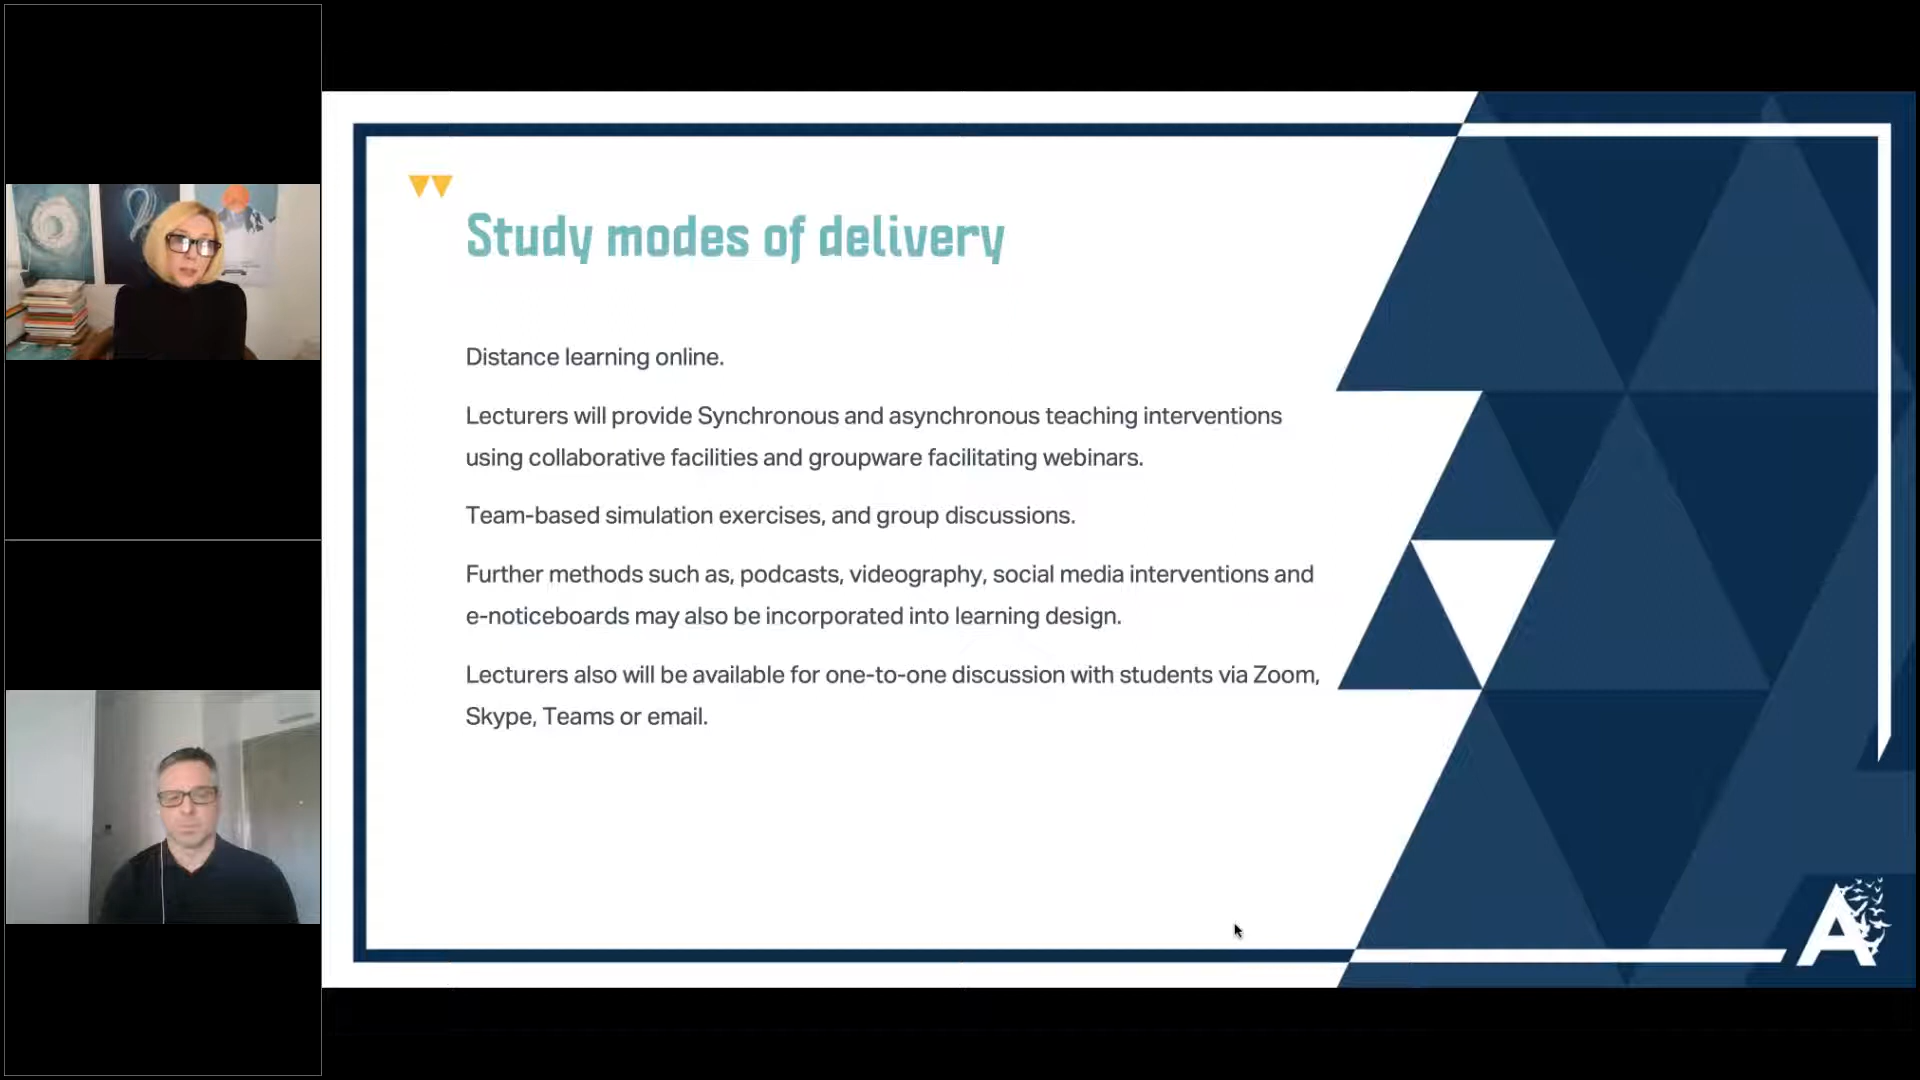 Study modes of delivery
Distance learning online.
Lecturers will provide Synchronous and asynchronous teaching interventions
using collaborative facilities and groupware facilitating webinars.
Team-based simulation exercises, and group discussions.
Further methods such as, podcasts, videography, social media interventions and
e-noticeboards may also be incorporated into learning design.
Lecturers also will be available for one-to-one discussion with students via Zoom,
Skype, Teams or email.
A